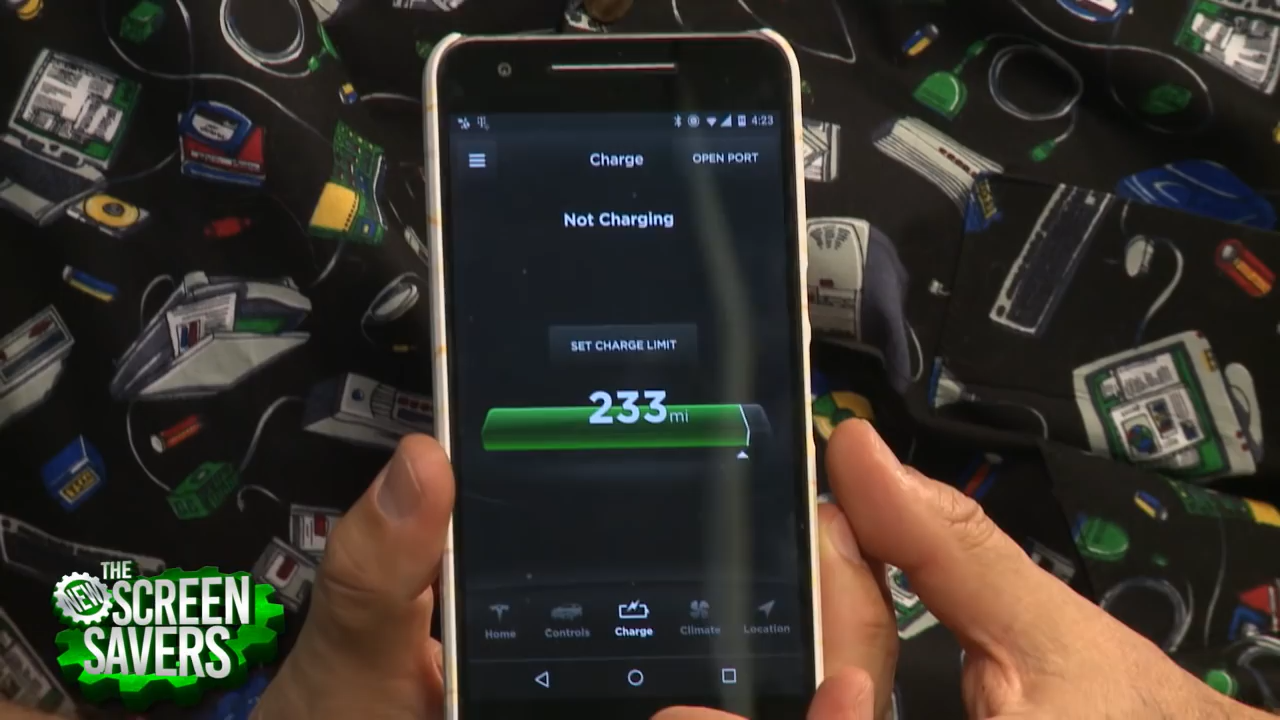 4:23
Charge
OPEN PORT
Not Charging
SET CHARGE LIMIT
233 mi
Home
Controls
Charge
Climate
Location
THE
NEW
SCREEN
SAVERS